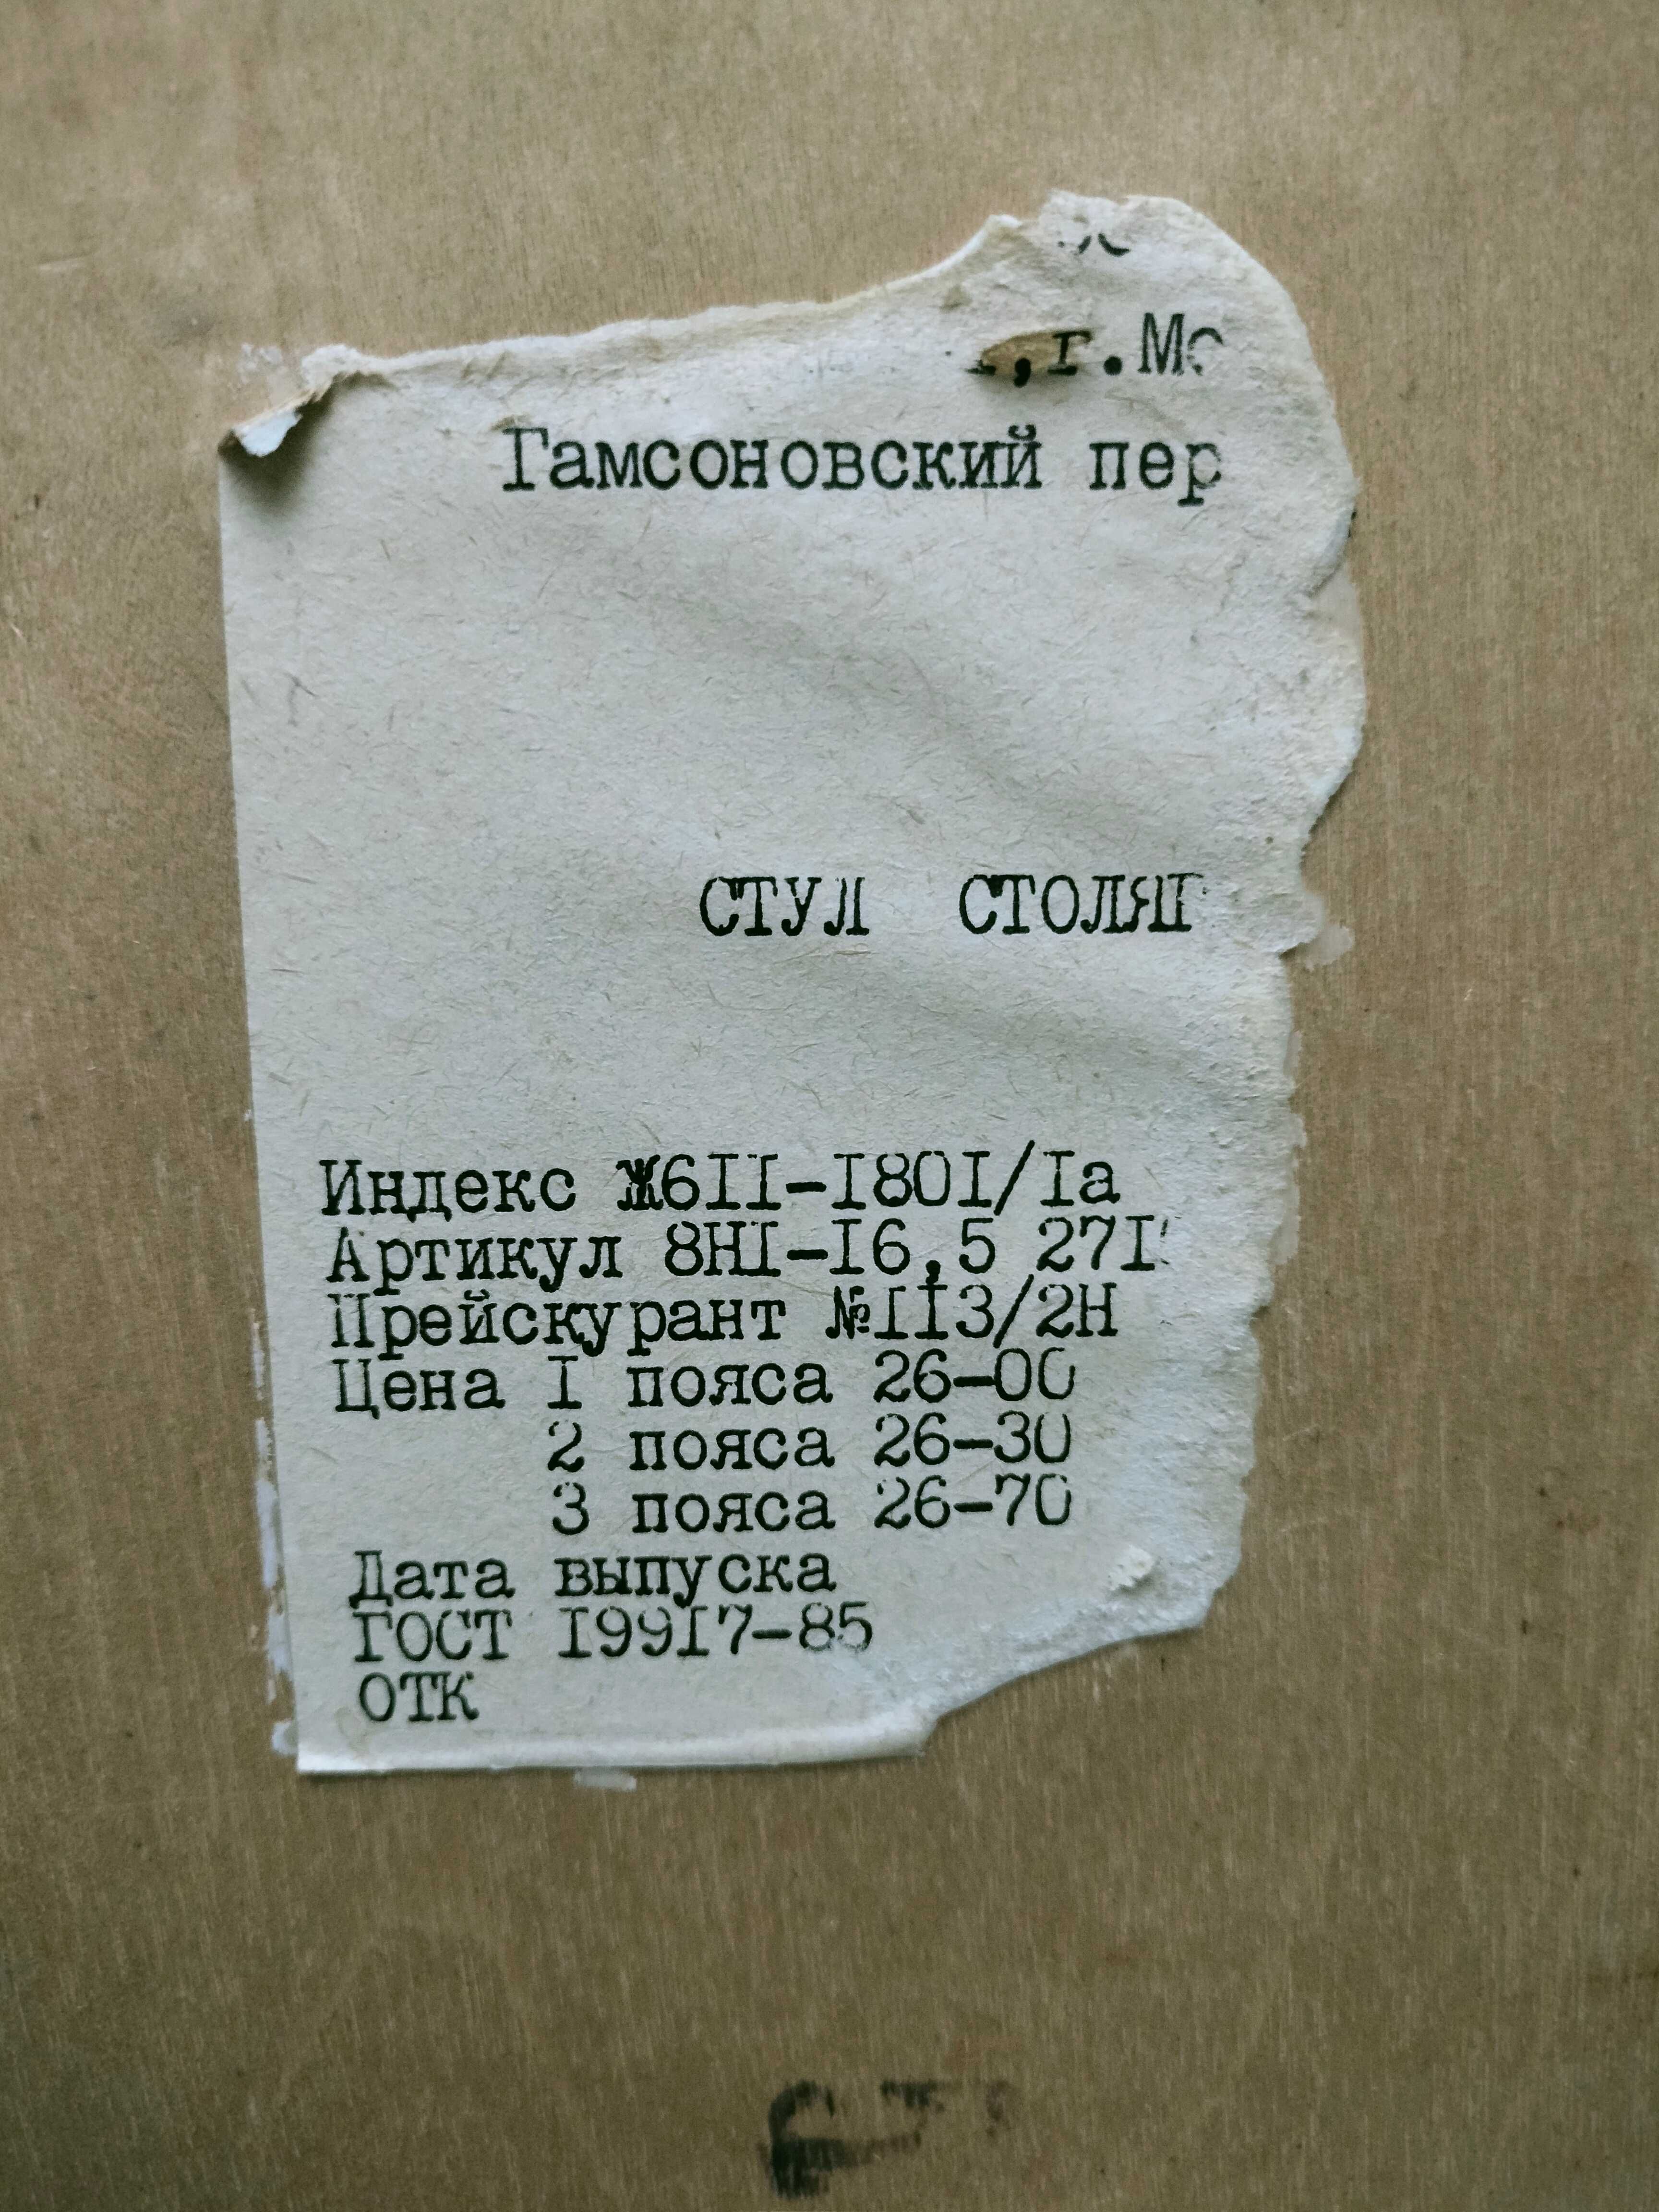 г.Мо
Гамсоновский пер
СТУЛ СТОЛЯР
Индекс Ж6II-I80I/Iа
Артикул 8НI-I6,5 27I
Прейскурант №II3/2Н
Цена I пояса 26-00
2 пояса 26-30
3 пояса 26-70
Дата выпуска
ГОСТ I99I7-85
ОТК